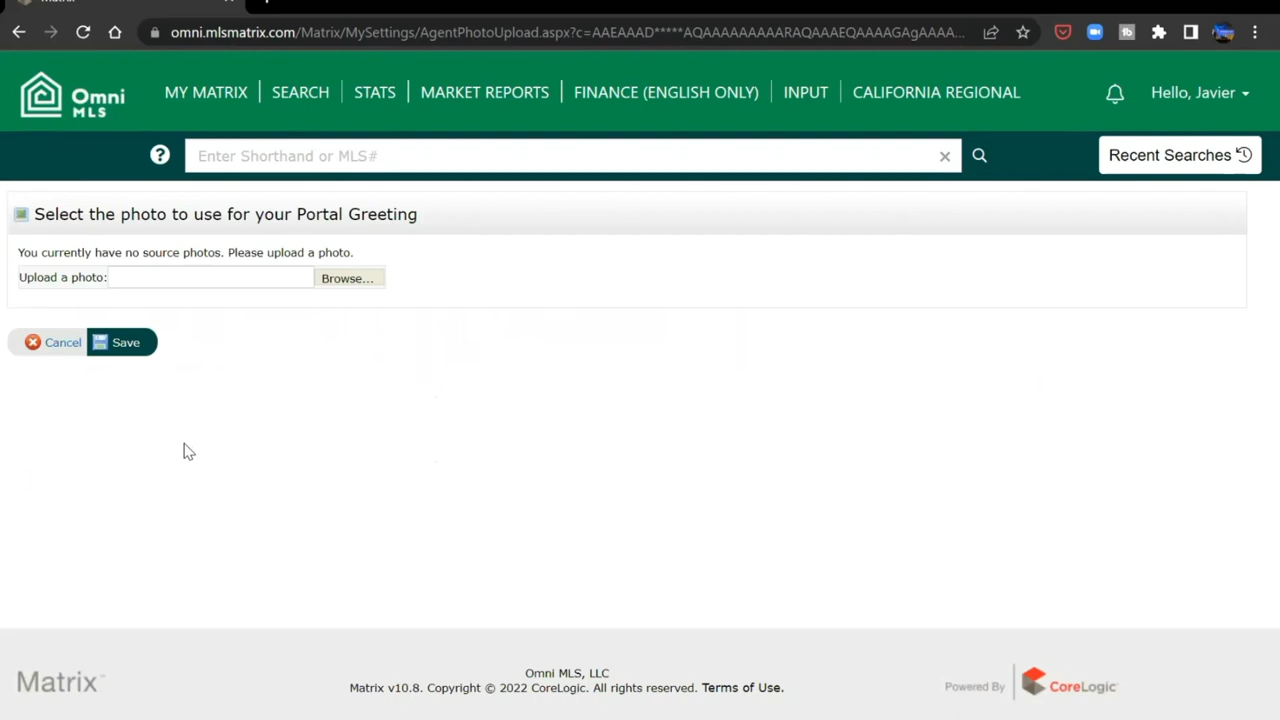 omni.mlsmatrix.com/Matrix/MySettings/AgentPhotoUpload.aspx?c=AAEAAAD*****AQAAAAAAAAARAQAAAEQAAAAGAgAAAA...
Omni MLS
MY MATRIX
SEARCH
STATS
MARKET REPORTS
FINANCE (ENGLISH ONLY)
INPUT
CALIFORNIA REGIONAL
Hello, Javier
?
Enter Shorthand or MLS#
Recent Searches
Select the photo to use for your Portal Greeting
You currently have no source photos. Please upload a photo.
Upload a photo:
Browse...
Cancel
Save
Matrix™
Omni MLS, LLC
Matrix v10.8. Copyright © 2022 CoreLogic. All rights reserved. Terms of Use.
Powered By
CoreLogic